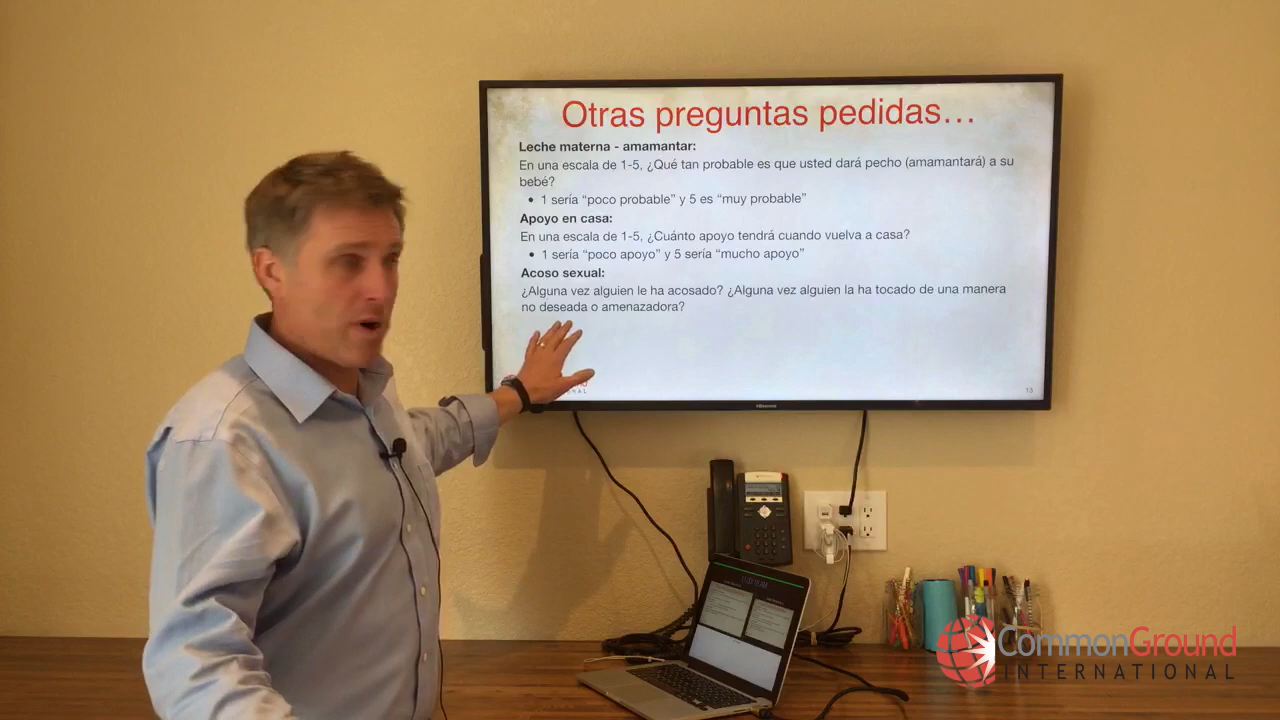 Otras preguntas pedidas...
Leche materna - amamantar:
En una escala de 1-5, ¿Qué tan probable es que usted dará pecho (amamantará) a su
bebé?
• 1 sería “poco probable” y 5 es “muy probable”
Apoyo en casa:
En una escala de 1-5, ¿Cuánto apoyo tendrá cuando vuelva a casa?
• 1 sería “poco apoyo” y 5 sería “mucho apoyo”
Acoso sexual:
¿Alguna vez alguien le ha acosado? ¿Alguna vez alguien la ha tocado de una manera
no deseada o amenazadora?
13
Hisense
CommonGround
INTERNATIONAL